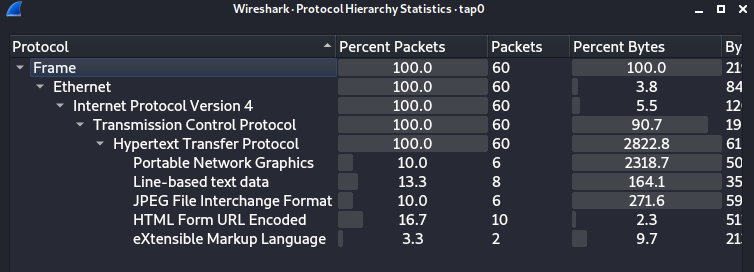 Wireshark · Protocol Hierarchy Statistics · tap0
Protocol Percent Packets Packets Percent Bytes By
Frame 100.0 60 100.0 219
Ethernet 100.0 60 3.8 84
Internet Protocol Version 4 100.0 60 5.5 120
Transmission Control Protocol 100.0 60 90.7 19
Hypertext Transfer Protocol 100.0 60 2822.8 61
Portable Network Graphics 10.0 6 2318.7 50
Line-based text data 13.3 8 164.1 35
JPEG File Interchange Format 10.0 6 271.6 59
HTML Form URL Encoded 16.7 10 2.3 51
eXtensible Markup Language 3.3 2 9.7 21